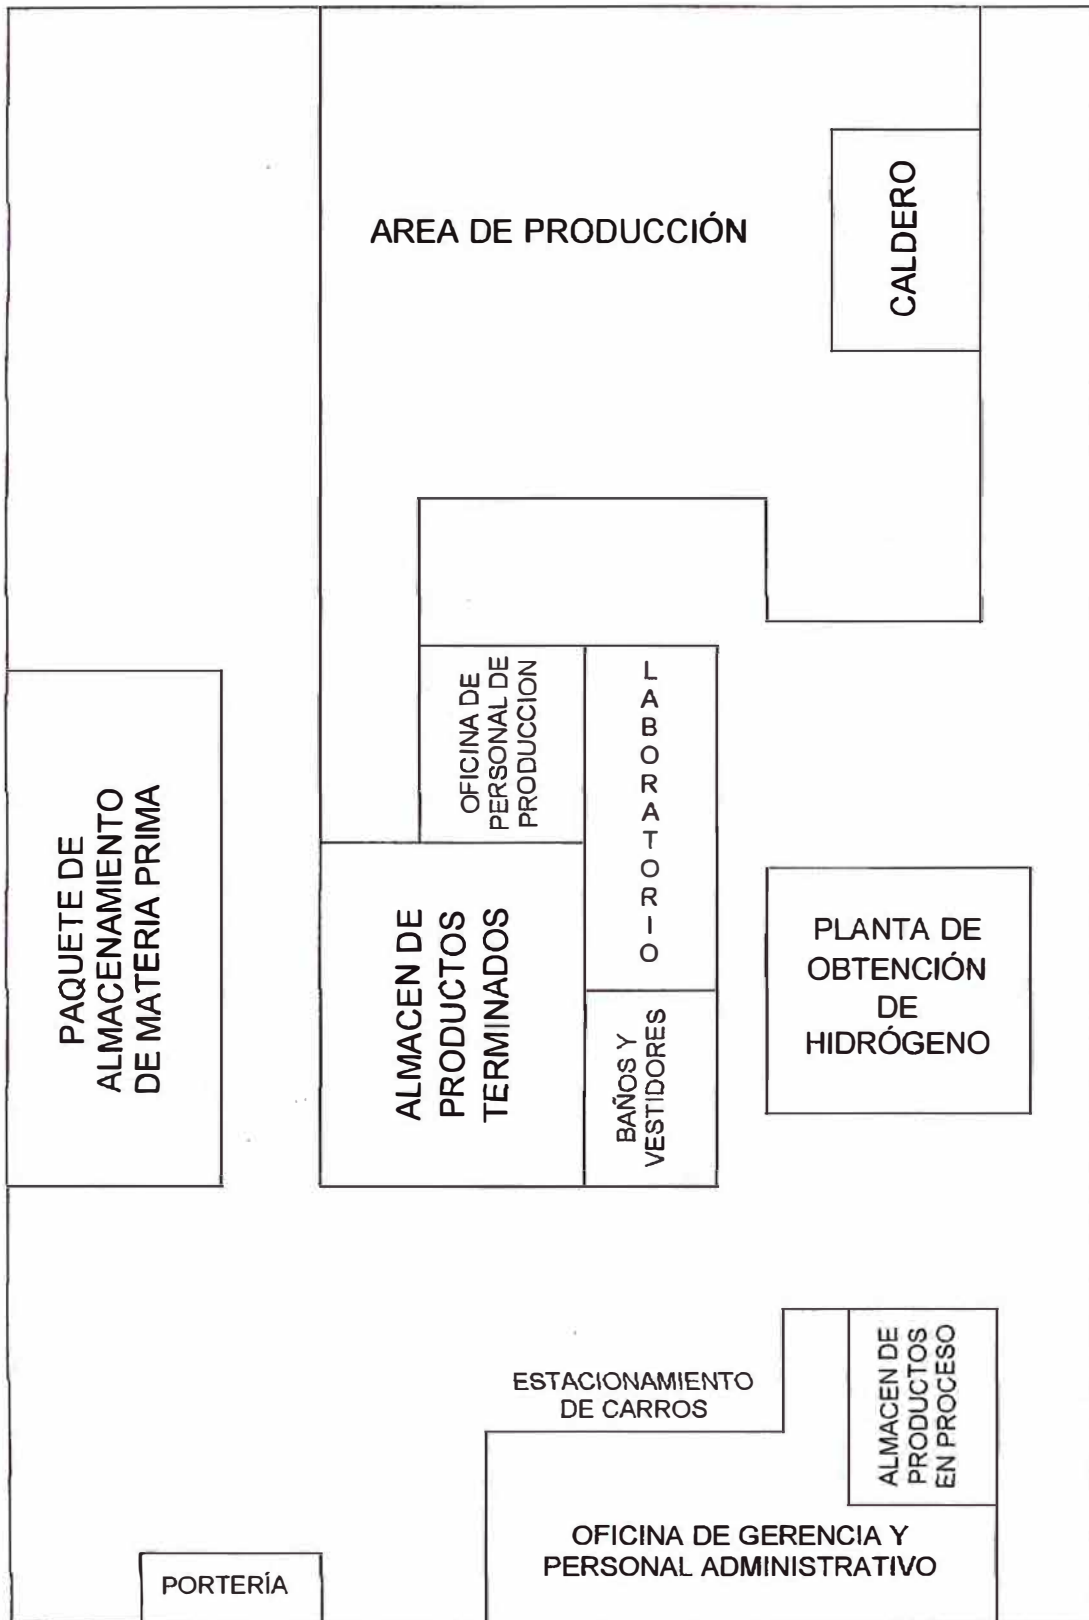 AREA DE PRODUCCIÓN
CALDERO
OFICINA DE
PERSONAL DE
PRODUCCION
LABORATORIO
PAQUETE DE
ALMACENAMIENTO
DE MATERIA PRIMA
ALMACEN DE
PRODUCTOS
TERMINADOS
BAÑOS Y
VESTIDORES
PLANTA DE
OBTENCIÓN
DE
HIDRÓGENO
ESTACIONAMIENTO
DE CARROS
ALMACEN DE
PRODUCTOS
EN PROCESO
OFICINA DE GERENCIA Y
PERSONAL ADMINISTRATIVO
PORTERÍA